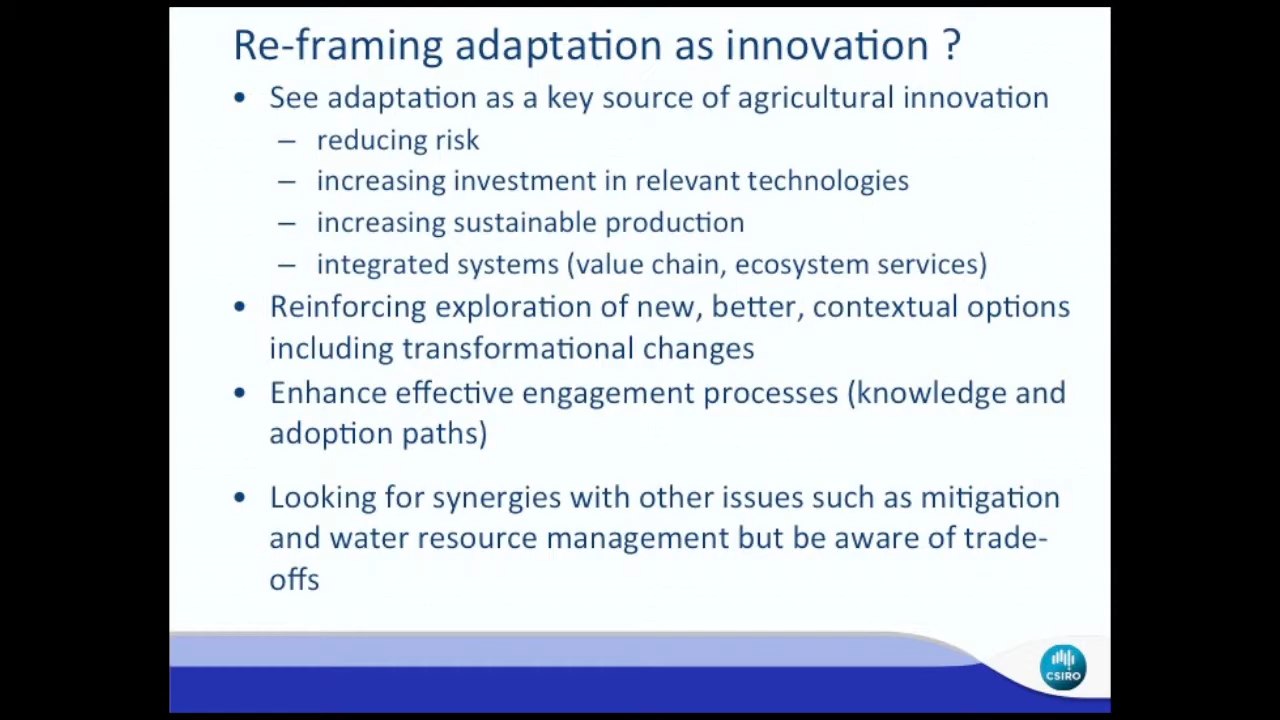 Re-framing adaptation as innovation ?
• See adaptation as a key source of agricultural innovation
– reducing risk
– increasing investment in relevant technologies
– increasing sustainable production
– integrated systems (value chain, ecosystem services)
• Reinforcing exploration of new, better, contextual options
including transformational changes
• Enhance effective engagement processes (knowledge and
adoption paths)
• Looking for synergies with other issues such as mitigation
and water resource management but be aware of trade-
offs
CSIRO